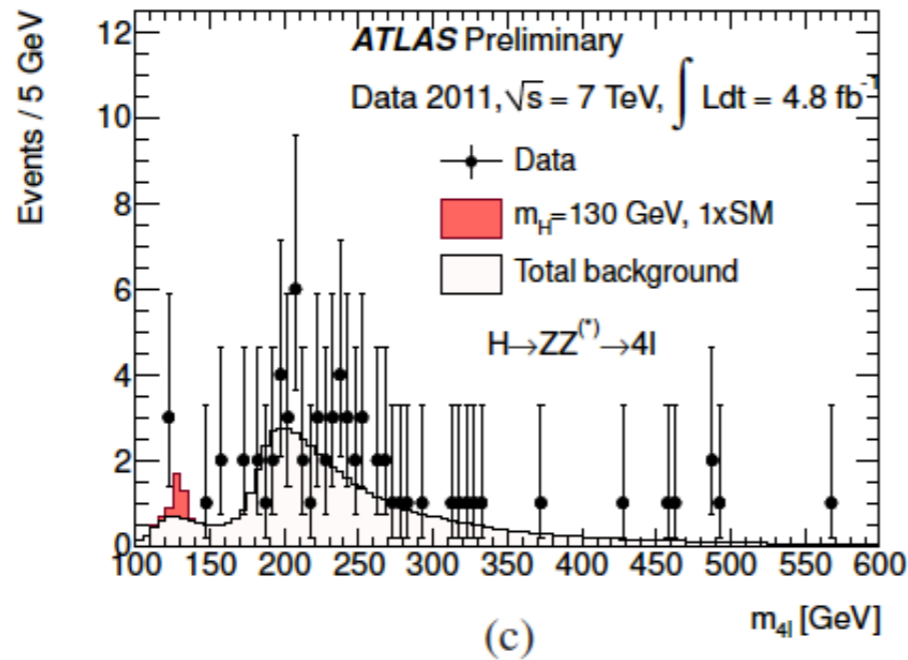 ATLAS Preliminary
Data 2011, √s = 7 TeV, ∫ Ldt = 4.8 fb⁻¹
Data
m_H=130 GeV, 1xSM
Total background
H→ZZ^(*)→4l
Events / 5 GeV
12
10
8
6
4
2
0
100 150 200 250 300 350 400 450 500 550 600
m_4l [GeV]
(c)